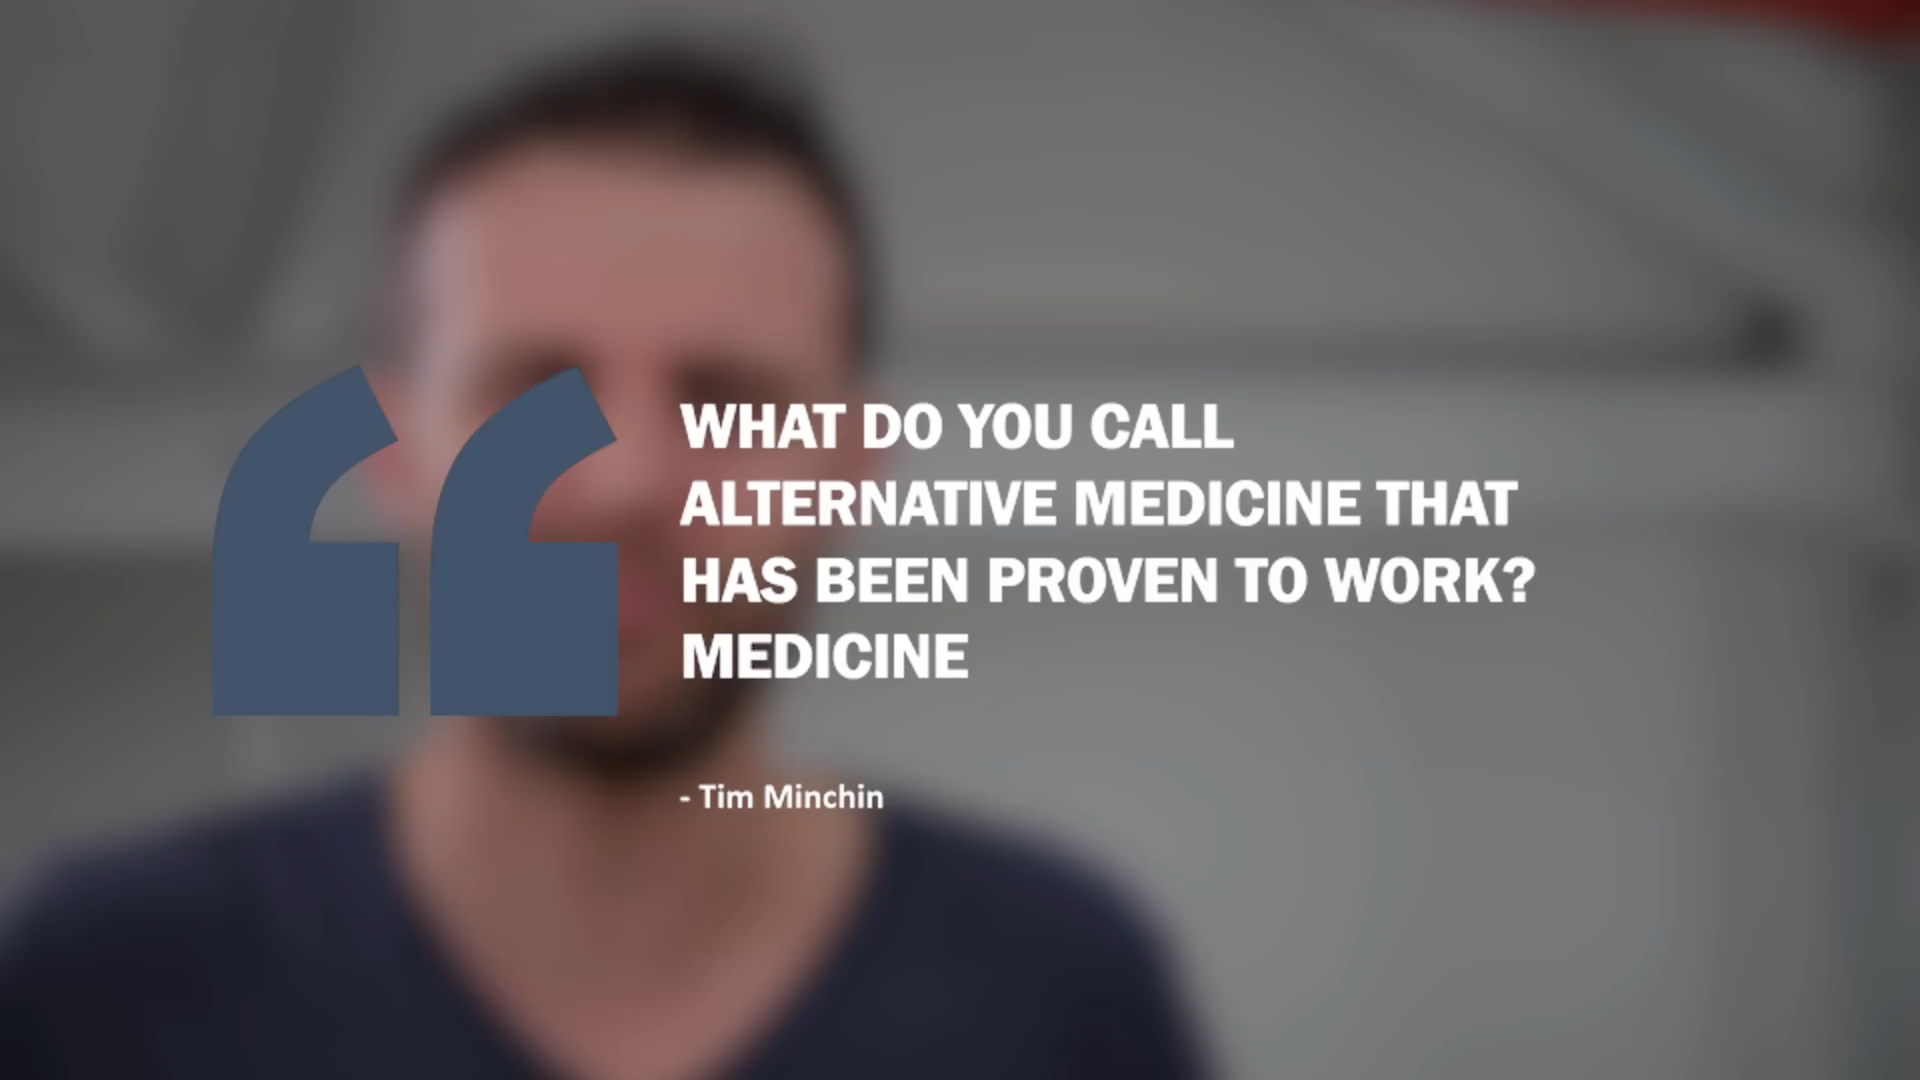 WHAT DO YOU CALL
ALTERNATIVE MEDICINE THAT
HAS BEEN PROVEN TO WORK?
MEDICINE
- Tim Minchin